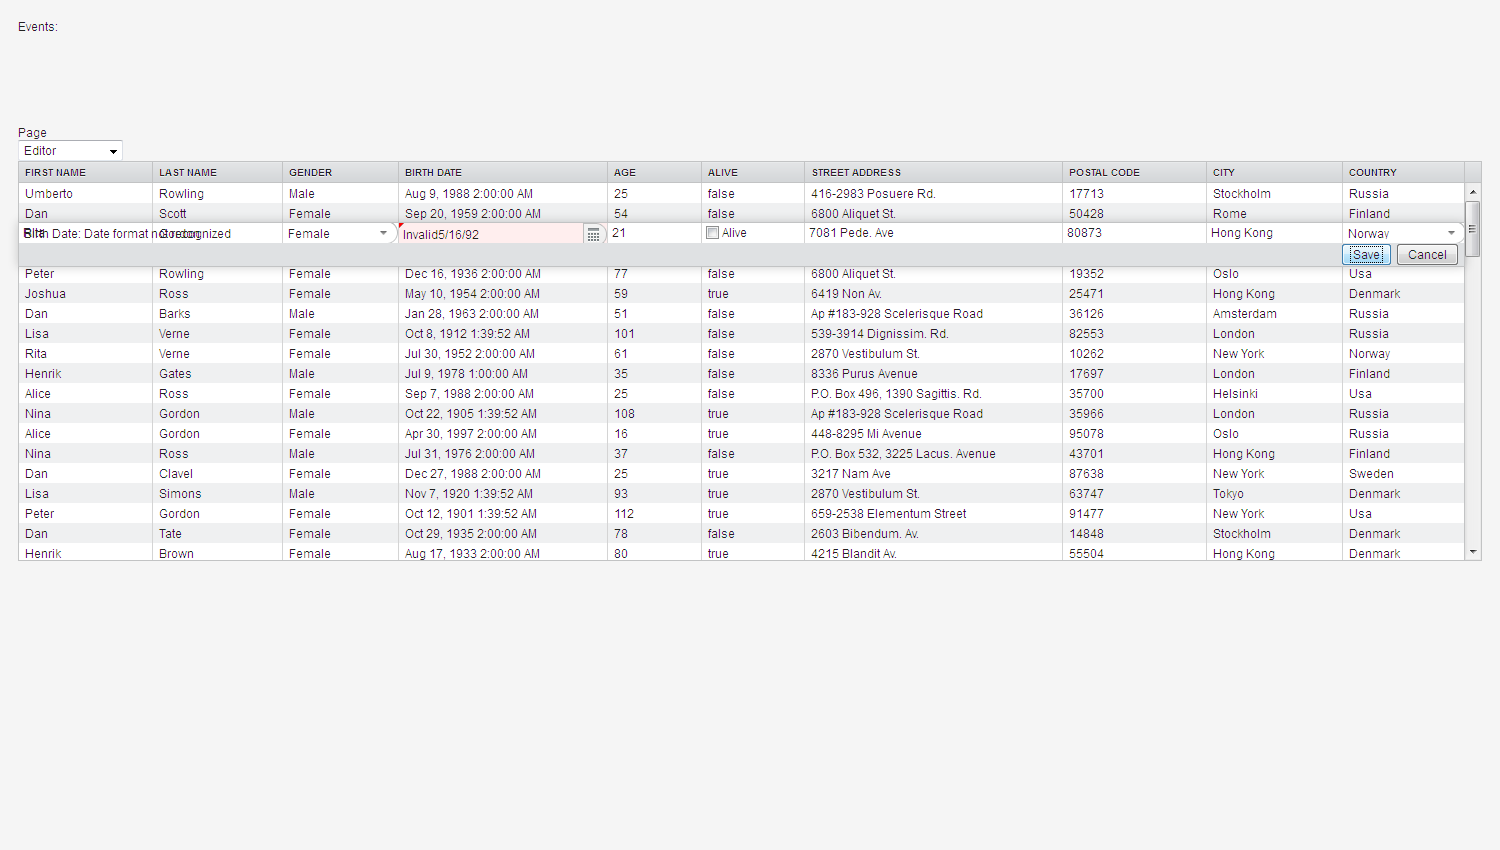 Events:
Page
Editor
FIRST NAME LAST NAME GENDER BIRTH DATE AGE ALIVE STREET ADDRESS POSTAL CODE CITY COUNTRY
Umberto Rowling Male Aug 9, 1988 2:00:00 AM 25 false 416-2983 Posuere Rd. 17713 Stockholm Russia
Dan Scott Female Sep 20, 1959 2:00:00 AM 54 false 6800 Aliquet St. 50428 Rome Finland
Rita Birth Date: Date format not recognized Gordon Female Invalid5/16/92 21 Alive 7081 Pede. Ave 80873 Hong Kong Norway
Save Cancel
Peter Rowling Female Dec 16, 1936 2:00:00 AM 77 false 6800 Aliquet St. 19352 Oslo Usa
Joshua Ross Female May 10, 1954 2:00:00 AM 59 true 6419 Non Av. 25471 Hong Kong Denmark
Dan Barks Male Jan 28, 1963 2:00:00 AM 51 false Ap #183-928 Scelerisque Road 36126 Amsterdam Russia
Lisa Verne Female Oct 8, 1912 1:39:52 AM 101 false 539-3914 Dignissim. Rd. 82553 London Russia
Rita Verne Female Jul 30, 1952 2:00:00 AM 61 false 2870 Vestibulum St. 10262 New York Norway
Henrik Gates Male Jul 9, 1978 1:00:00 AM 35 false 8336 Purus Avenue 17697 London Finland
Alice Ross Female Sep 7, 1988 2:00:00 AM 25 false P.O. Box 496, 1390 Sagittis. Rd. 35700 Helsinki Usa
Nina Gordon Male Oct 22, 1905 1:39:52 AM 108 true Ap #183-928 Scelerisque Road 35966 London Russia
Alice Gordon Female Apr 30, 1997 2:00:00 AM 16 true 448-8295 Mi Avenue 95078 Oslo Russia
Nina Ross Male Jul 31, 1976 2:00:00 AM 37 false P.O. Box 532, 3225 Lacus. Avenue 43701 Hong Kong Finland
Dan Clavel Female Dec 27, 1988 2:00:00 AM 25 true 3217 Nam Ave 87638 New York Sweden
Lisa Simons Male Nov 7, 1920 1:39:52 AM 93 true 2870 Vestibulum St. 63747 Tokyo Denmark
Peter Gordon Female Oct 12, 1901 1:39:52 AM 112 true 659-2538 Elementum Street 91477 New York Usa
Dan Tate Female Oct 29, 1935 2:00:00 AM 78 false 2603 Bibendum. Av. 14848 Stockholm Denmark
Henrik Brown Female Aug 17, 1933 2:00:00 AM 80 true 4215 Blandit Av. 55504 Hong Kong Denmark